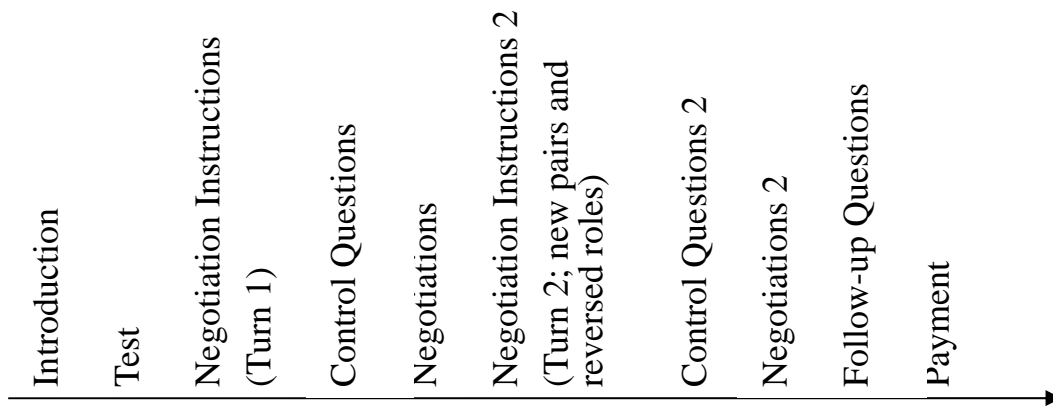 Introduction
Test
Negotiation Instructions
(Turn 1)
Control Questions
Negotiations
Negotiation Instructions 2
(Turn 2; new pairs and
reversed roles)
Control Questions 2
Negotiations 2
Follow-up Questions
Payment